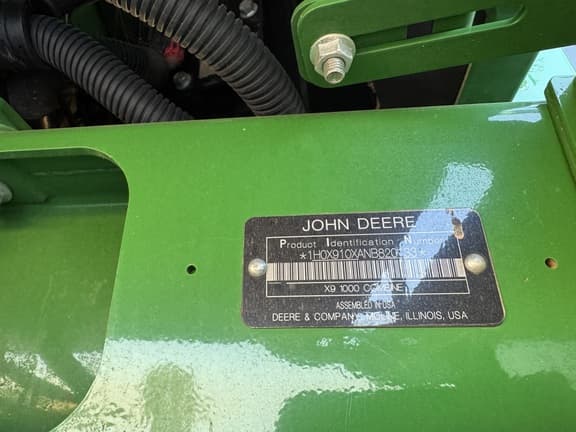 JOHN DEERE
Product Identification Number
X9 1000 COMBINE
ASSEMBLED IN USA
DEERE & COMPANY MOLINE, ILLINOIS, USA